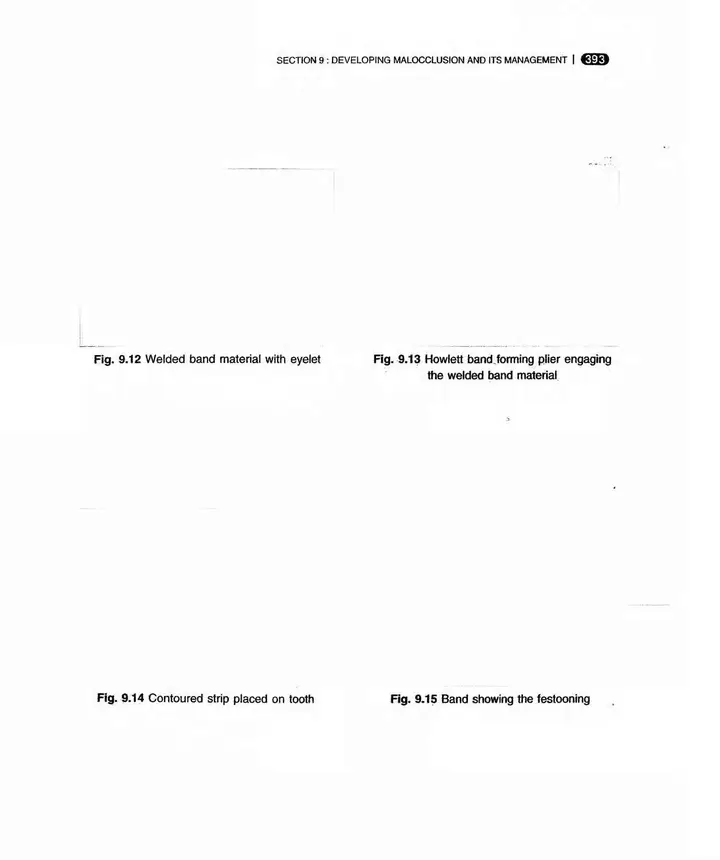 SECTION 9 : DEVELOPING MALOCCLUSION AND ITS MANAGEMENT | 393
Fig. 9.12 Welded band material with eyelet
Fig. 9.13 Howlett band forming plier engaging
the welded band material
Fig. 9.14 Contoured strip placed on tooth
Fig. 9.15 Band showing the festooning